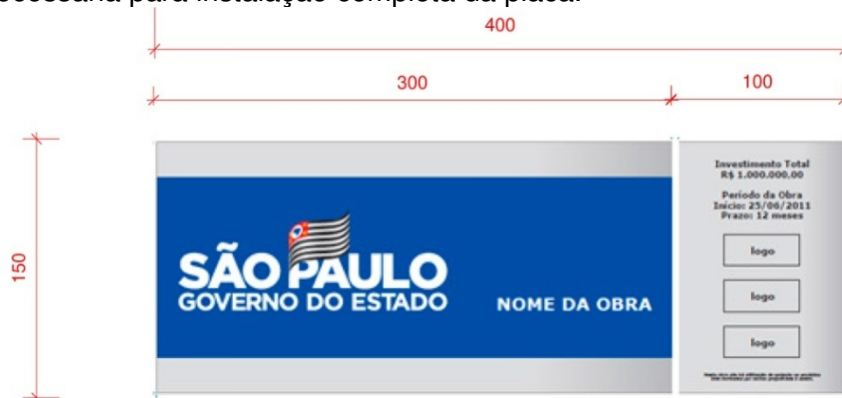 ecessária para instalação completa da placa.
400
300
100
150
SÃO PAULO
GOVERNO DO ESTADO
NOME DA OBRA
Investimento Total
R$ 1.000.000,00
Período da Obra
Início: 25/06/2011
Prazo: 12 meses
logo
logo
logo